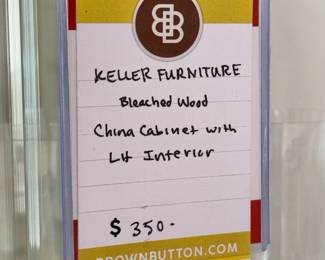 KELLER FURNITURE
Bleached Wood
China Cabinet with
Lit Interior
$ 350-
BROWNBUTTON.COM